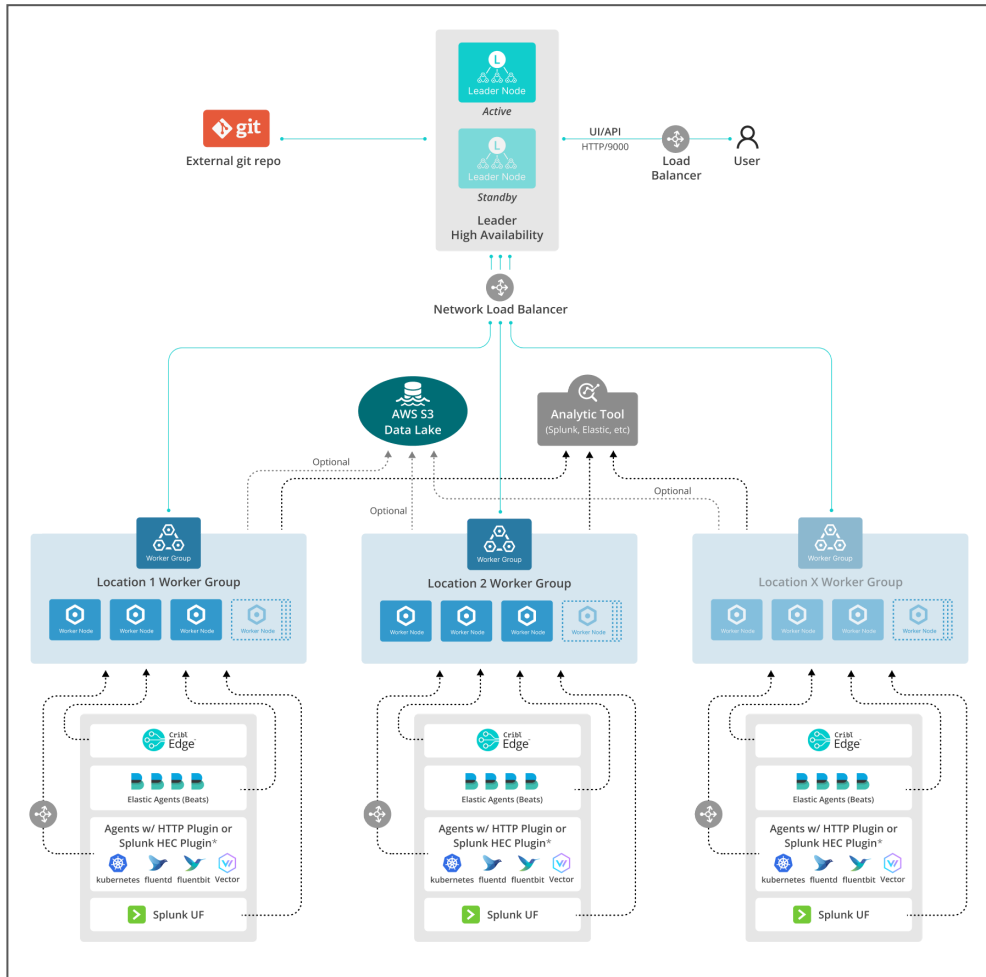 L
Leader Node
Active
git
External git repo
L
Leader Node
Standby
Leader
High Availability
UI/API
HTTP/9000
Load
Balancer
User
Network Load Balancer
AWS S3
Data Lake
Analytic Tool
(Splunk, Elastic, etc)
Optional
Optional
Optional
Worker Group
Location 1 Worker Group
Worker Node
Worker Node
Worker Node
Worker Node
Worker Group
Location 2 Worker Group
Worker Node
Worker Node
Worker Node
Worker Node
Worker Group
Location X Worker Group
Worker Node
Worker Node
Worker Node
Worker Node
Cribl
Edge™
Elastic Agents (Beats)
Agents w/ HTTP Plugin or
Splunk HEC Plugin*
kubernetes fluentd fluentbit Vector
Splunk UF
Cribl
Edge™
Elastic Agents (Beats)
Agents w/ HTTP Plugin or
Splunk HEC Plugin*
kubernetes fluentd fluentbit Vector
Splunk UF
Cribl
Edge™
Elastic Agents (Beats)
Agents w/ HTTP Plugin or
Splunk HEC Plugin*
kubernetes fluentd fluentbit Vector
Splunk UF